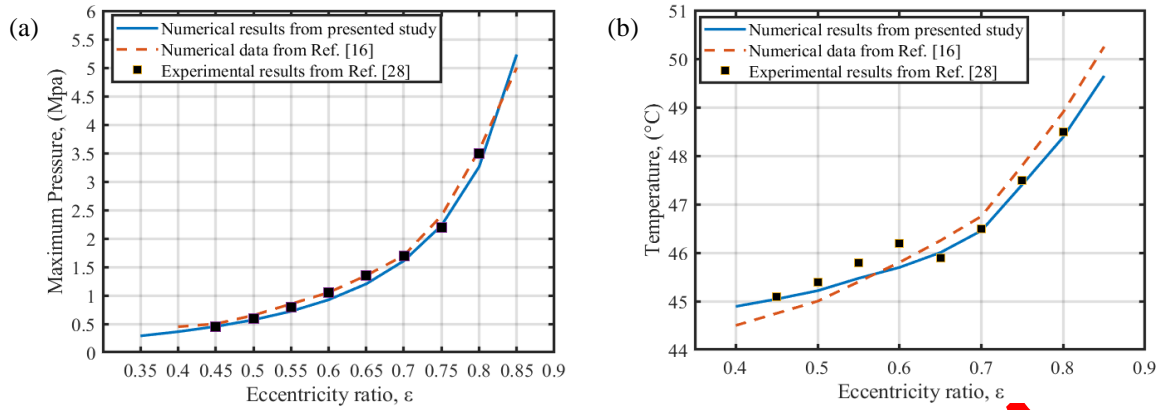 (a)
Numerical results from presented study
Numerical data from Ref. [16]
Experimental results from Ref. [28]
Maximum Pressure, (Mpa)
6
5.5
5
4.5
4
3.5
3
2.5
2
1.5
1
0.5
0
0.35 0.4 0.45 0.5 0.55 0.6 0.65 0.7 0.75 0.8 0.85 0.9
Eccentricity ratio, ε
(b)
Numerical results from presented study
Numerical data from Ref. [16]
Experimental results from Ref. [28]
Temperature, (°C)
51
50
49
48
47
46
45
44
0.4 0.5 0.6 0.7 0.8 0.9
Eccentricity ratio, ε